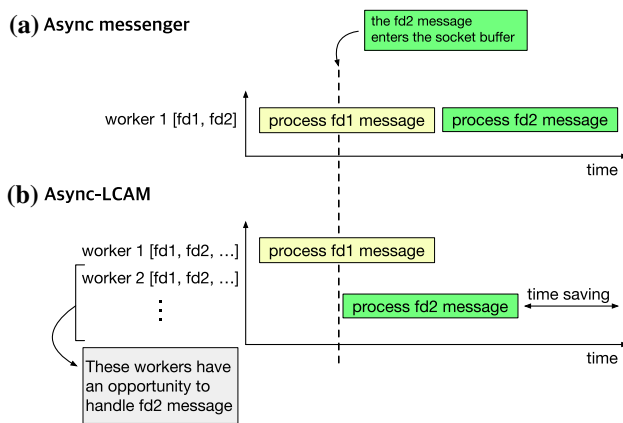 (a) Async messenger
the fd2 message
enters the socket buffer
worker 1 [fd1, fd2]
process fd1 message
process fd2 message
time
(b) Async-LCAM
worker 1 [fd1, fd2, …]
process fd1 message
worker 2 [fd1, fd2, …]
⋮
process fd2 message
time saving
time
These workers have
an opportunity to
handle fd2 message